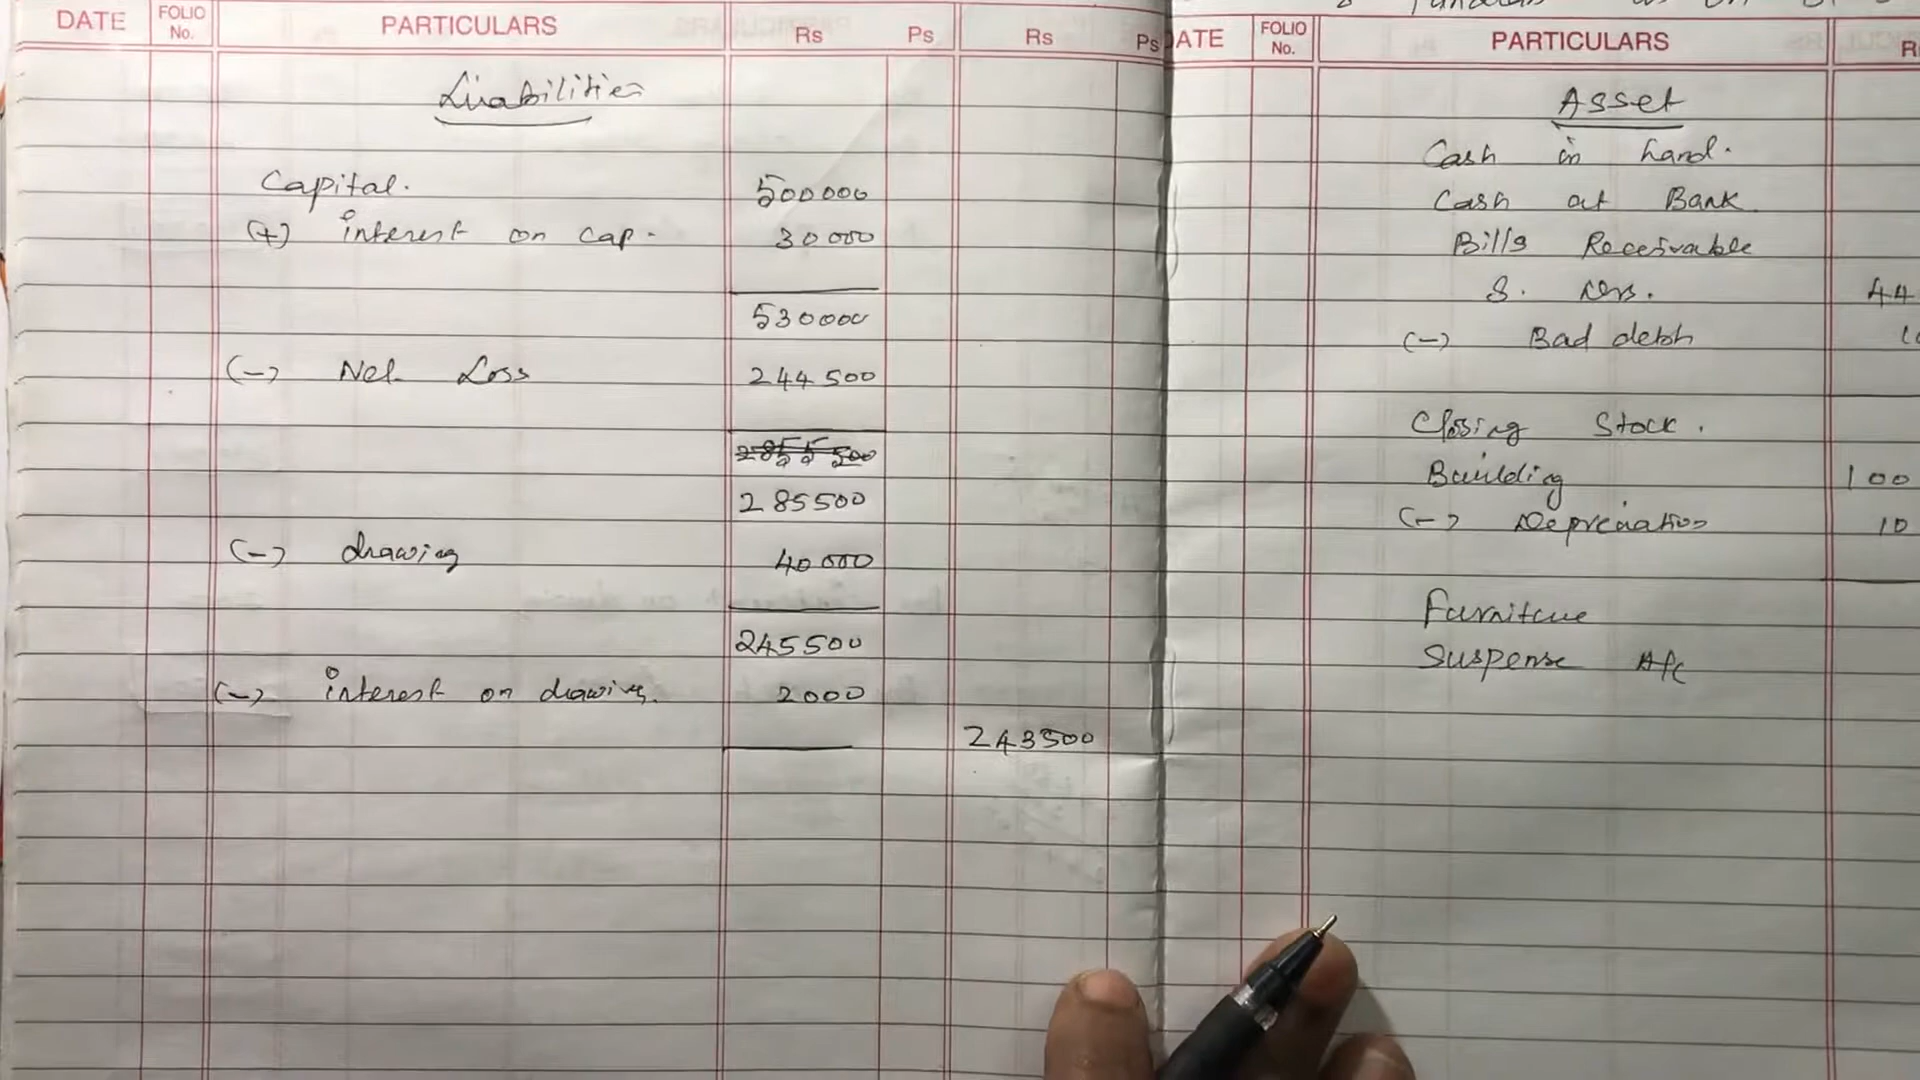 DATE FOLIO No. PARTICULARS Rs Ps Rs Ps
Liabilities
Capital. 500000
(+) interest on cap. 30000
530000
(-) Net Loss 244500
285500
(-) drawing 40000
245500
(-) interest on drawing. 2000
243500
DATE FOLIO No. PARTICULARS R
Asset
Cash in hand.
Cash at Bank
Bills Receivable
S. Drs. 44
(-) Bad debts 10
Closing Stock.
Building 100
(-) Depreciation 10
Furniture
Suspense A/c